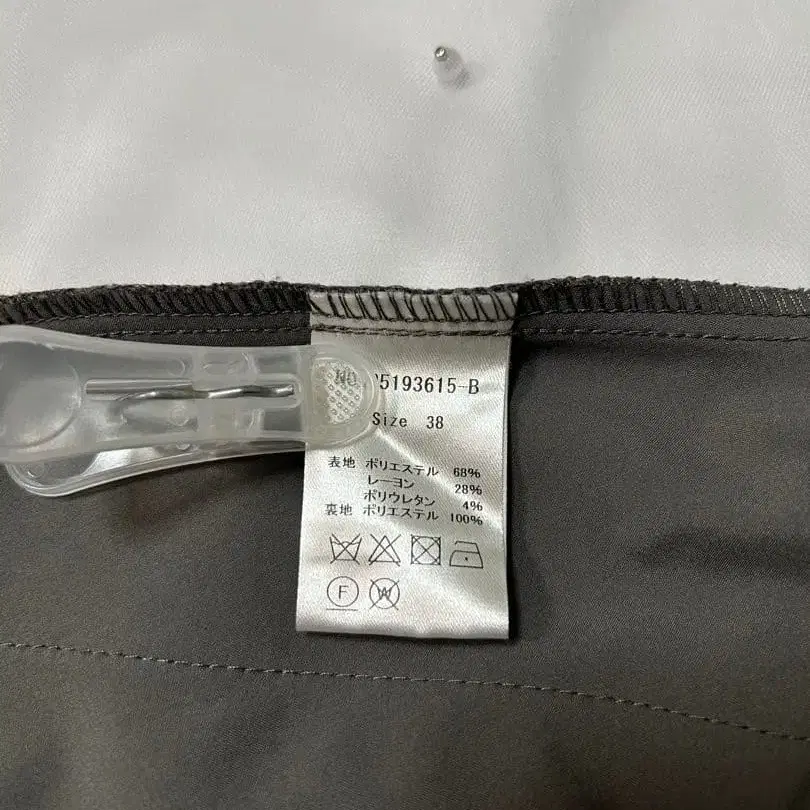 NO. 5193615-B
Size 38
表地 ポリエステル 68%
レーヨン 28%
ポリウレタン 4%
裏地 ポリエステル 100%
F W